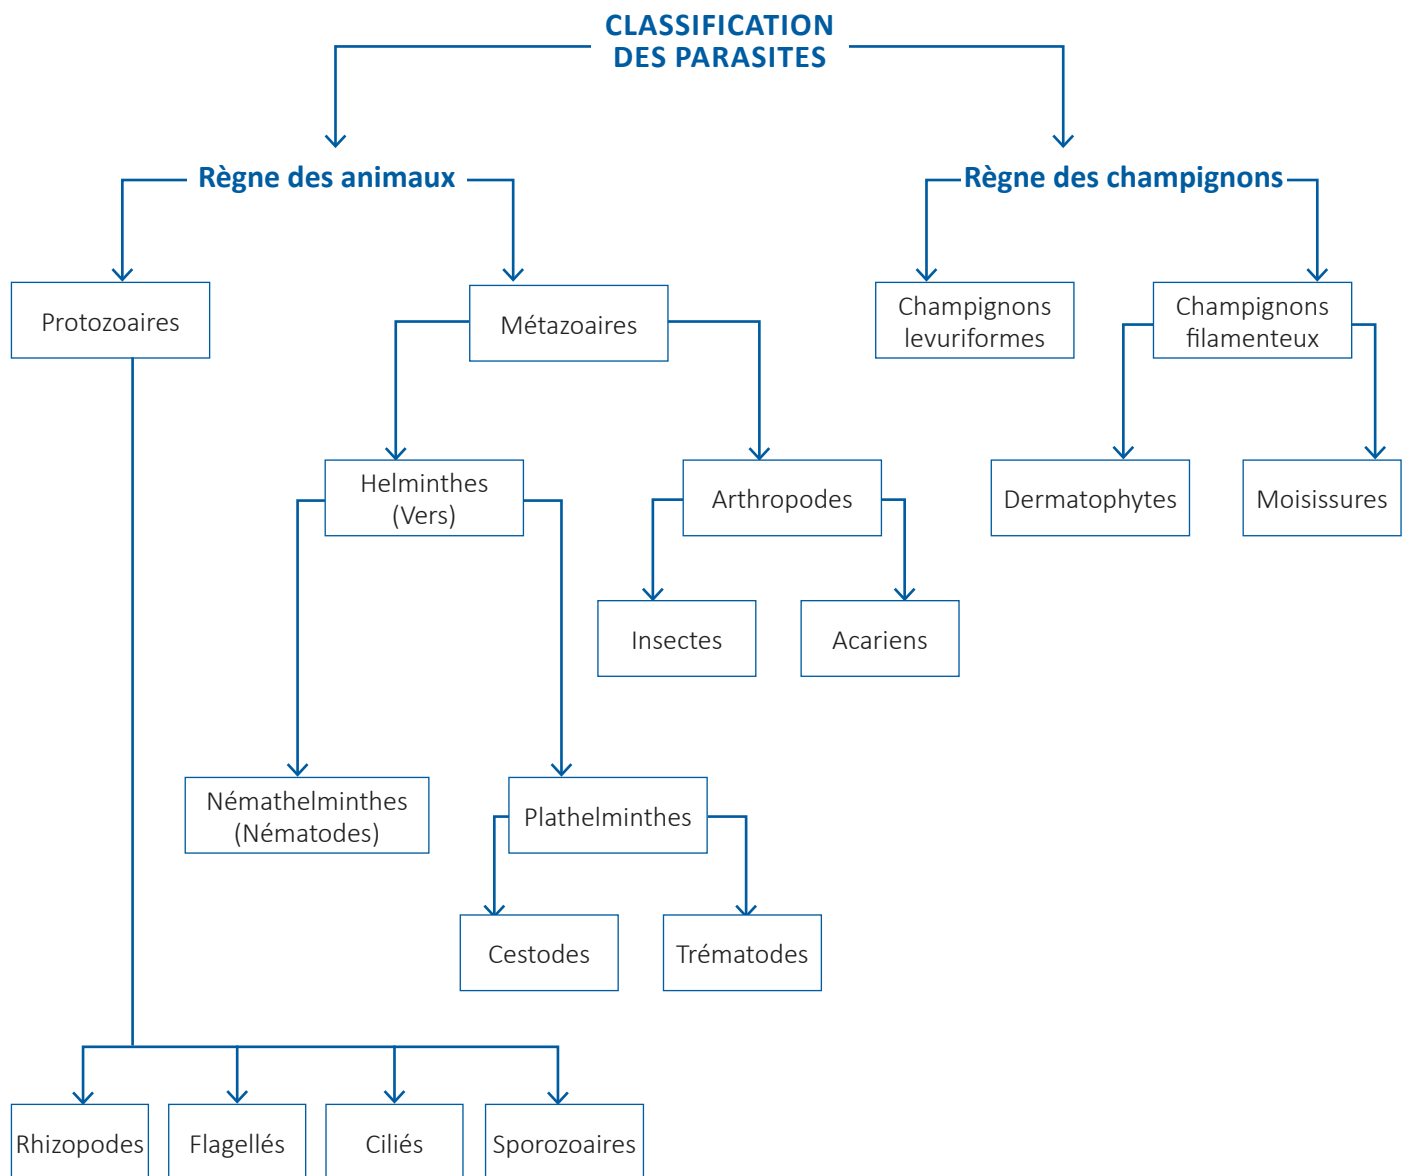 CLASSIFICATION
DES PARASITES
Règne des animaux
Règne des champignons
Protozoaires
Métazoaires
Champignons
levuriformes
Champignons
filamenteux
Helminthes
(Vers)
Arthropodes
Dermatophytes
Moisissures
Insectes
Acariens
Némathelminthes
(Nématodes)
Plathelminthes
Cestodes
Trématodes
Rhizopodes
Flagellés
Ciliés
Sporozoaires